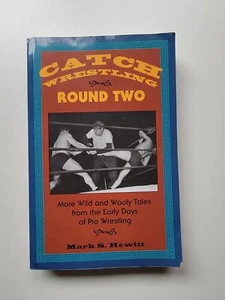 CATCH
WRESTLING
ROUND TWO
More Wild and Wooly Tales
from the Early Days
of Pro Wrestling
Mark S. Hewitt